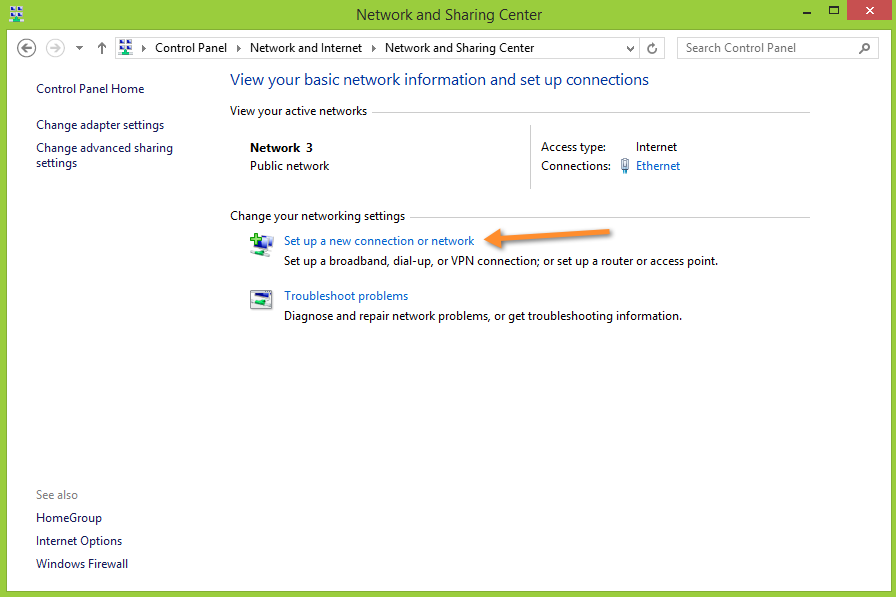 Network and Sharing Center
Control Panel Network and Internet Network and Sharing Center
Search Control Panel
Control Panel Home
Change adapter settings
Change advanced sharing
settings
View your basic network information and set up connections
View your active networks
Network 3
Public network
Access type: Internet
Connections: Ethernet
Change your networking settings
Set up a new connection or network
Set up a broadband, dial-up, or VPN connection; or set up a router or access point.
Troubleshoot problems
Diagnose and repair network problems, or get troubleshooting information.
See also
HomeGroup
Internet Options
Windows Firewall